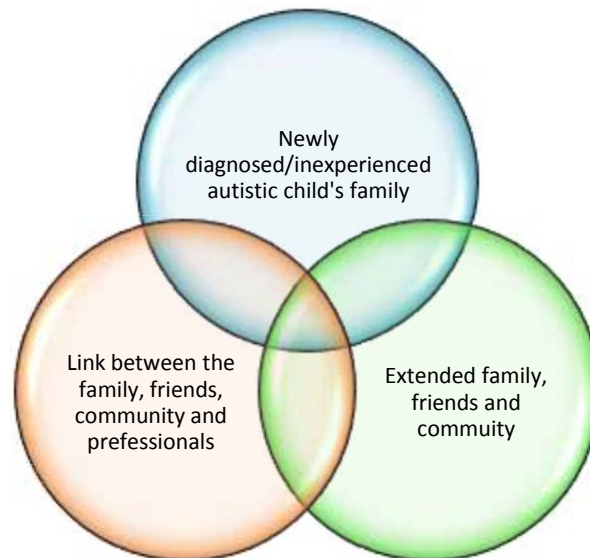 Newly
diagnosed/inexperienced
autistic child's family
Link between the
family, friends,
community and
prefessionals
Extended family,
friends and
commuity